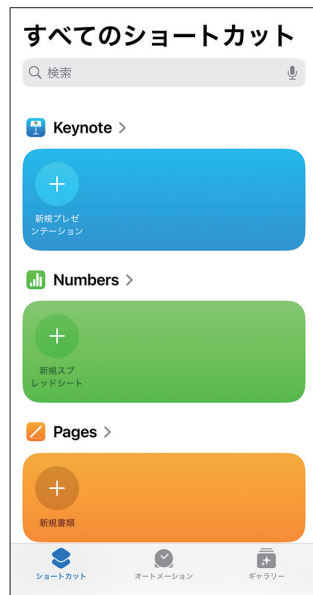 すべてのショートカット
検索
Keynote >
新規プレゼ
ンテーション
Numbers >
新規スプ
レッドシート
Pages >
新規書類
ショートカット
オートメーション
ギャラリー